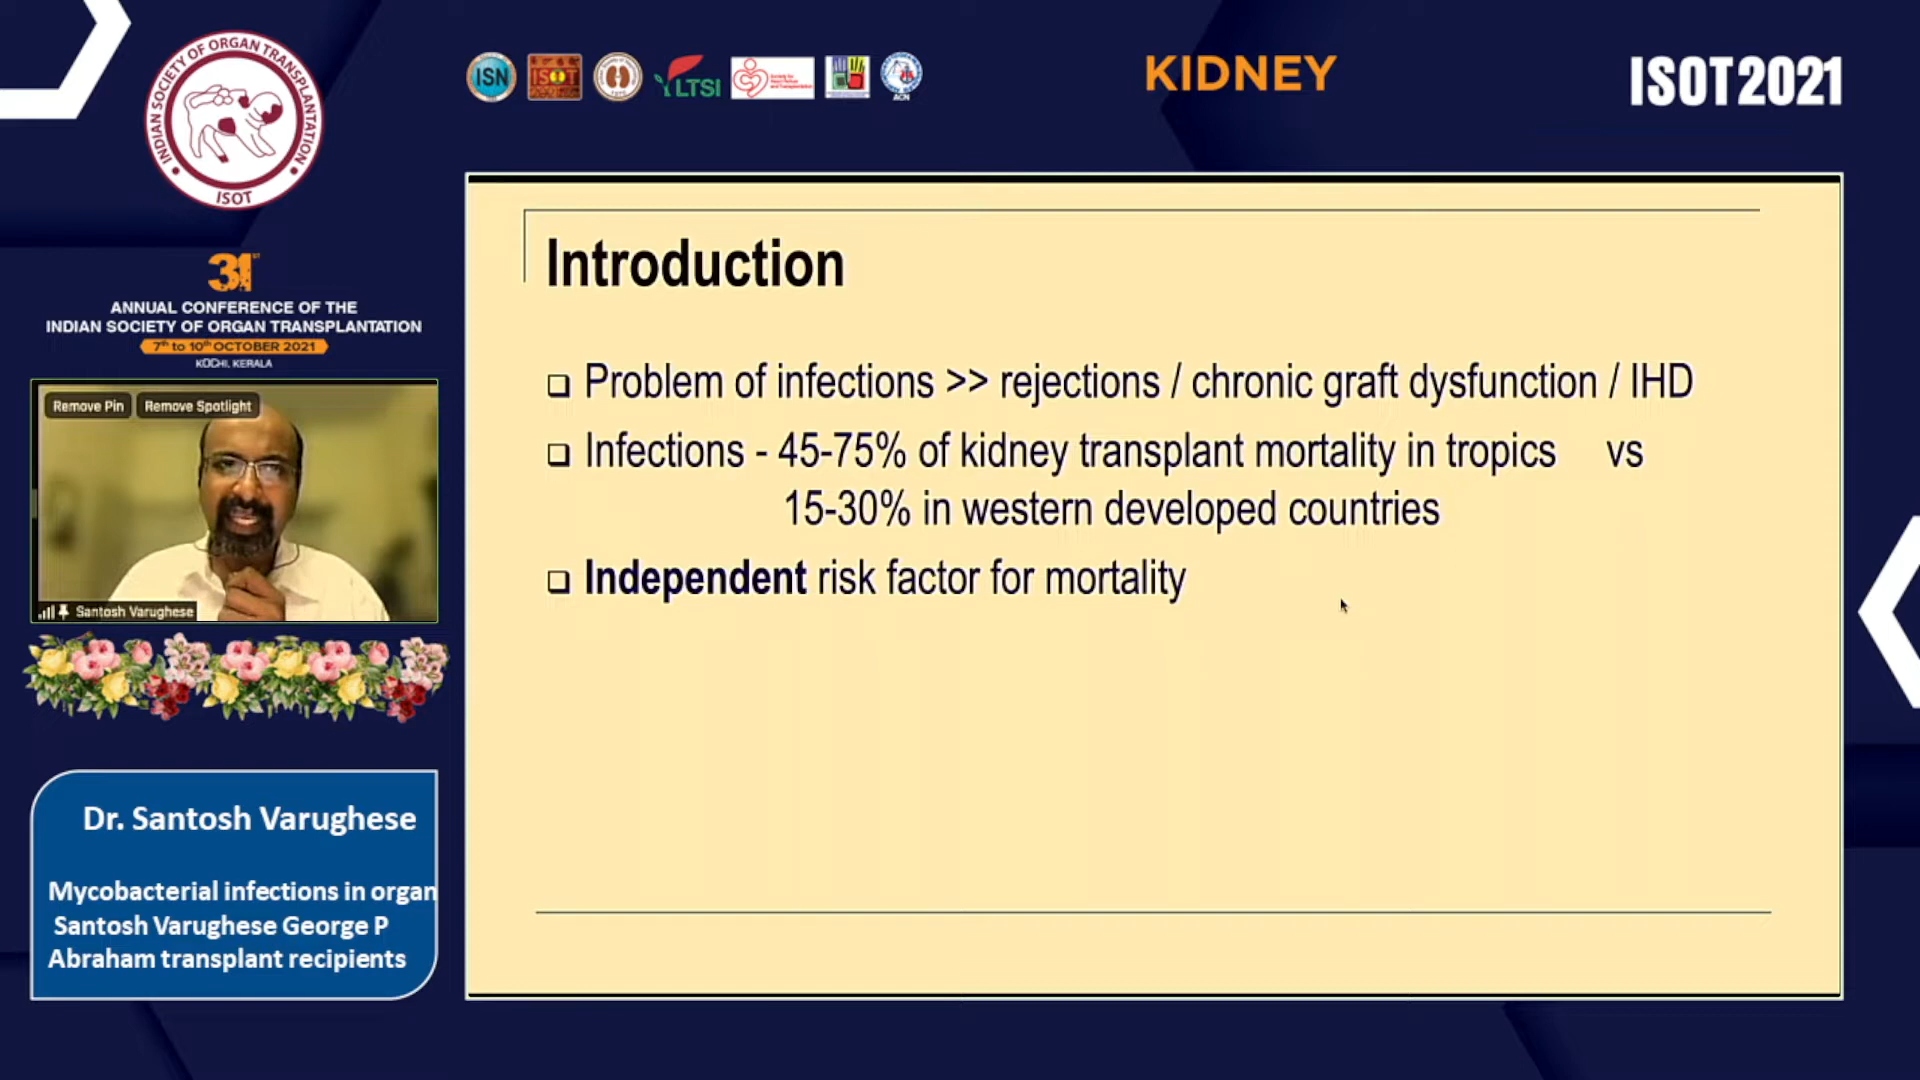 INDIAN SOCIETY OF ORGAN TRANSPLANTATION
ISOT
ISN
ISOT
LTSI
ACN
KIDNEY
ISOT2021
31ST
ANNUAL CONFERENCE OF THE
INDIAN SOCIETY OF ORGAN TRANSPLANTATION
7th to 10th OCTOBER 2021
KOCHI, KERALA
Remove Pin
Remove Spotlight
Santosh Varughese
Dr. Santosh Varughese
Mycobacterial infections in organ
Santosh Varughese George P
Abraham transplant recipients
Introduction
Problem of infections >> rejections / chronic graft dysfunction / IHD
Infections - 45-75% of kidney transplant mortality in tropics vs
15-30% in western developed countries
Independent risk factor for mortality